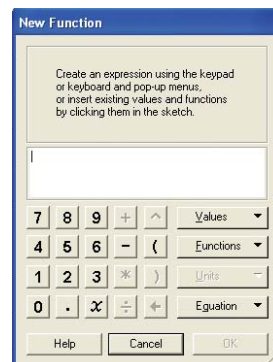 New Function
Create an expression using the keypad
or keyboard and pop-up menus,
or insert existing values and functions
by clicking them in the sketch.
7 8 9 + ^ Values
4 5 6 - ( Functions
1 2 3 * ) Units
0 . x ÷ ← Equation
Help Cancel OK